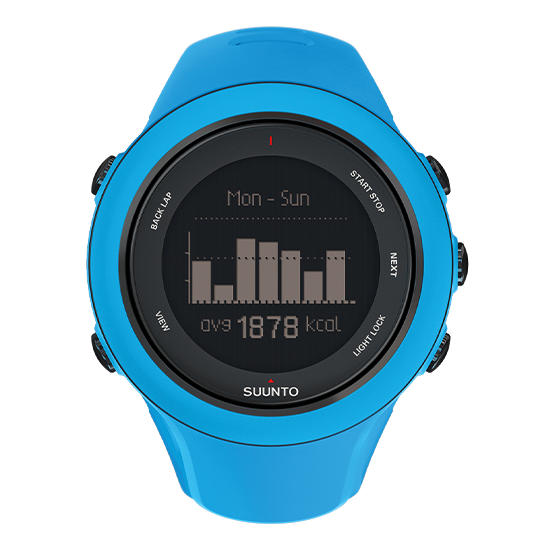 BACK LAP
START STOP
Mon - Sun
NEXT
VIEW
LIGHT LOCK
avg 1878 kcal
SUUNTO